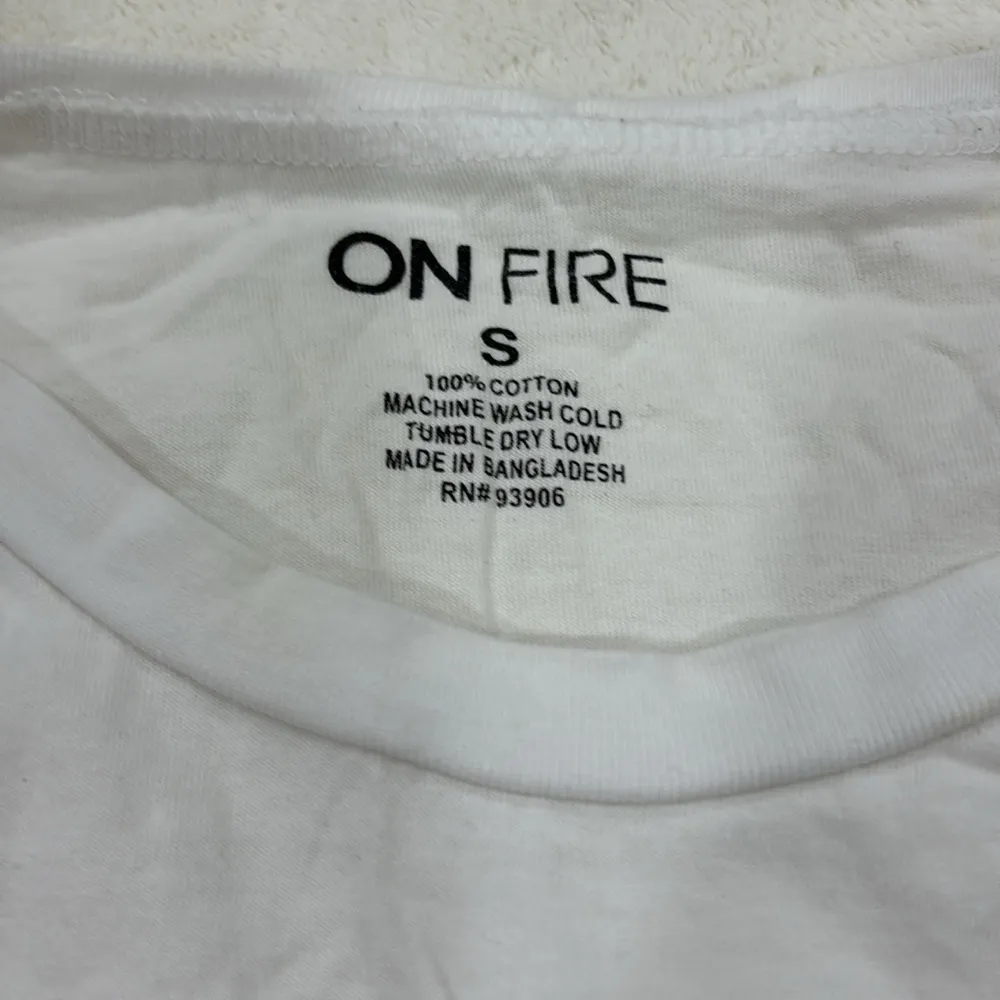 ON FIRE
S
100% COTTON
MACHINE WASH COLD
TUMBLE DRY LOW
MADE IN BANGLADESH
RN# 93906